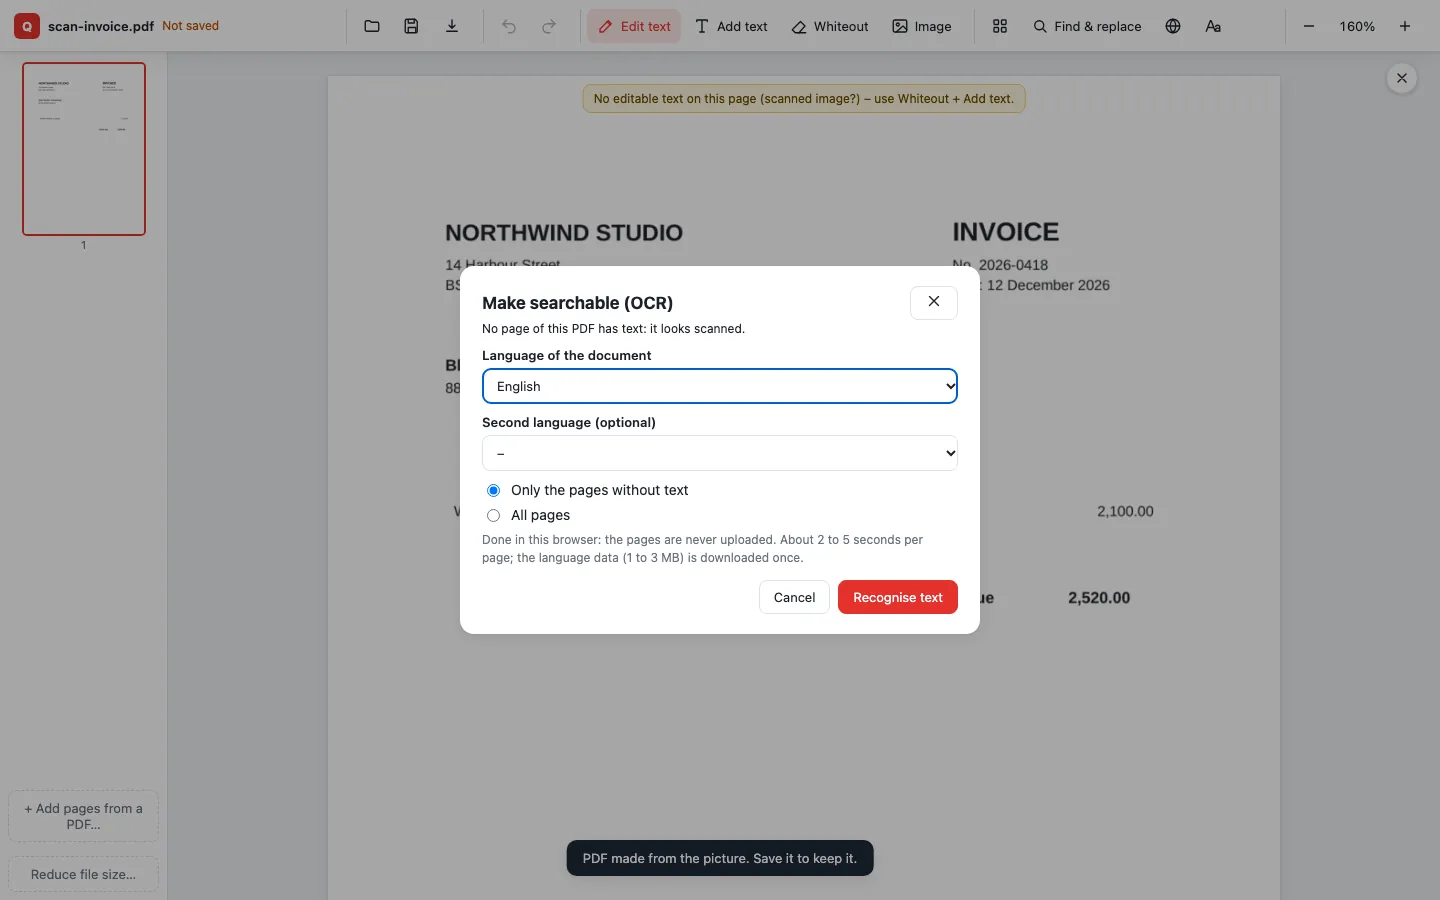 Q scan-invoice.pdf Not saved Edit text Add text Whiteout Image Find & replace Aa 160%
No editable text on this page (scanned image?) – use Whiteout + Add text.
1
NORTHWIND STUDIO INVOICE
14 Harbour Street No. 2026-0418
12 December 2026
Make searchable (OCR)
No page of this PDF has text: it looks scanned.
Language of the document
English
88
Second language (optional)
–
Only the pages without text
All pages
2,100.00
Done in this browser: the pages are never uploaded. About 2 to 5 seconds per
page; the language data (1 to 3 MB) is downloaded once.
Cancel Recognise text
2,520.00
+ Add pages from a
PDF...
Reduce file size...
PDF made from the picture. Save it to keep it.